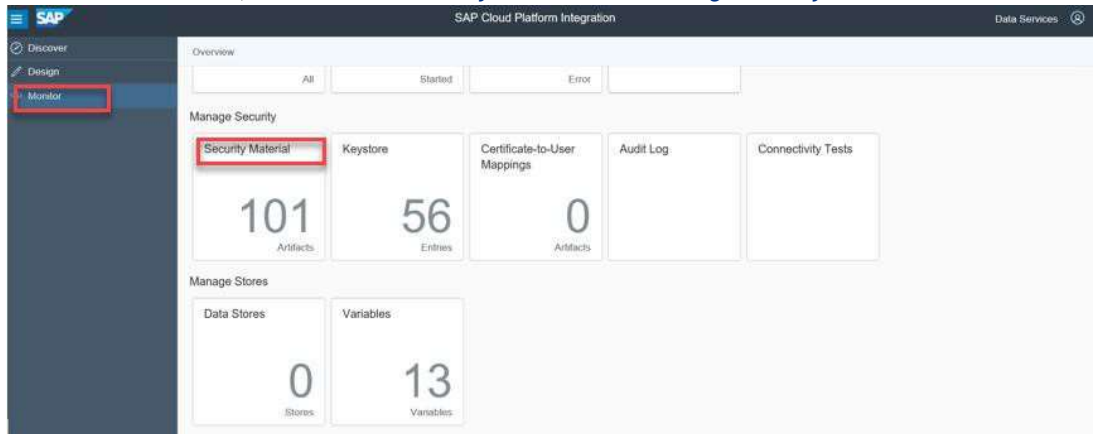 SAP
SAP Cloud Platform Integration
Data Services
Discover
Design
Monitor
Overview
All
Started
Error
Manage Security
Security Material
Keystore
Certificate-to-User
Mappings
Audit Log
Connectivity Tests
101
56
0
Artifacts
Entries
Artifacts
Manage Stores
Data Stores
Variables
0
13
Stores
Variables